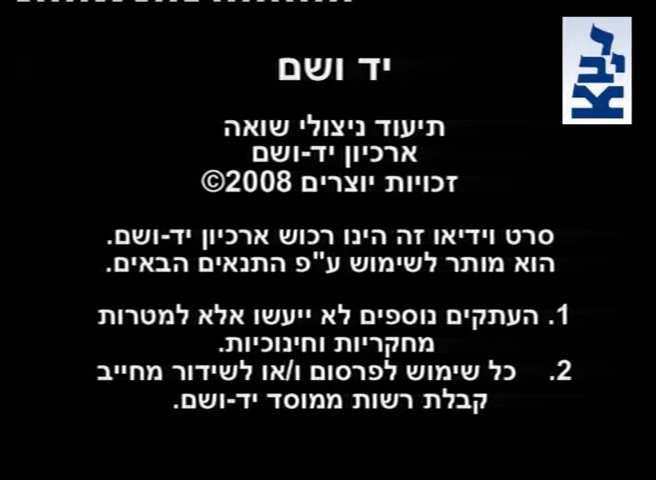 יד ושם
תיעוד ניצולי שואה
ארכיון יד-ושם
זכויות יוצרים 2008©
סרט וידיאו זה הינו רכוש ארכיון יד-ושם.
הוא מותר לשימוש ע"פ התנאים הבאים.
1. העתקים נוספים לא ייעשו אלא למטרות
מחקריות וחינוכיות.
2. כל שימוש לפרסום ו/או לשידור מחייב
קבלת רשות ממוסד יד-ושם.